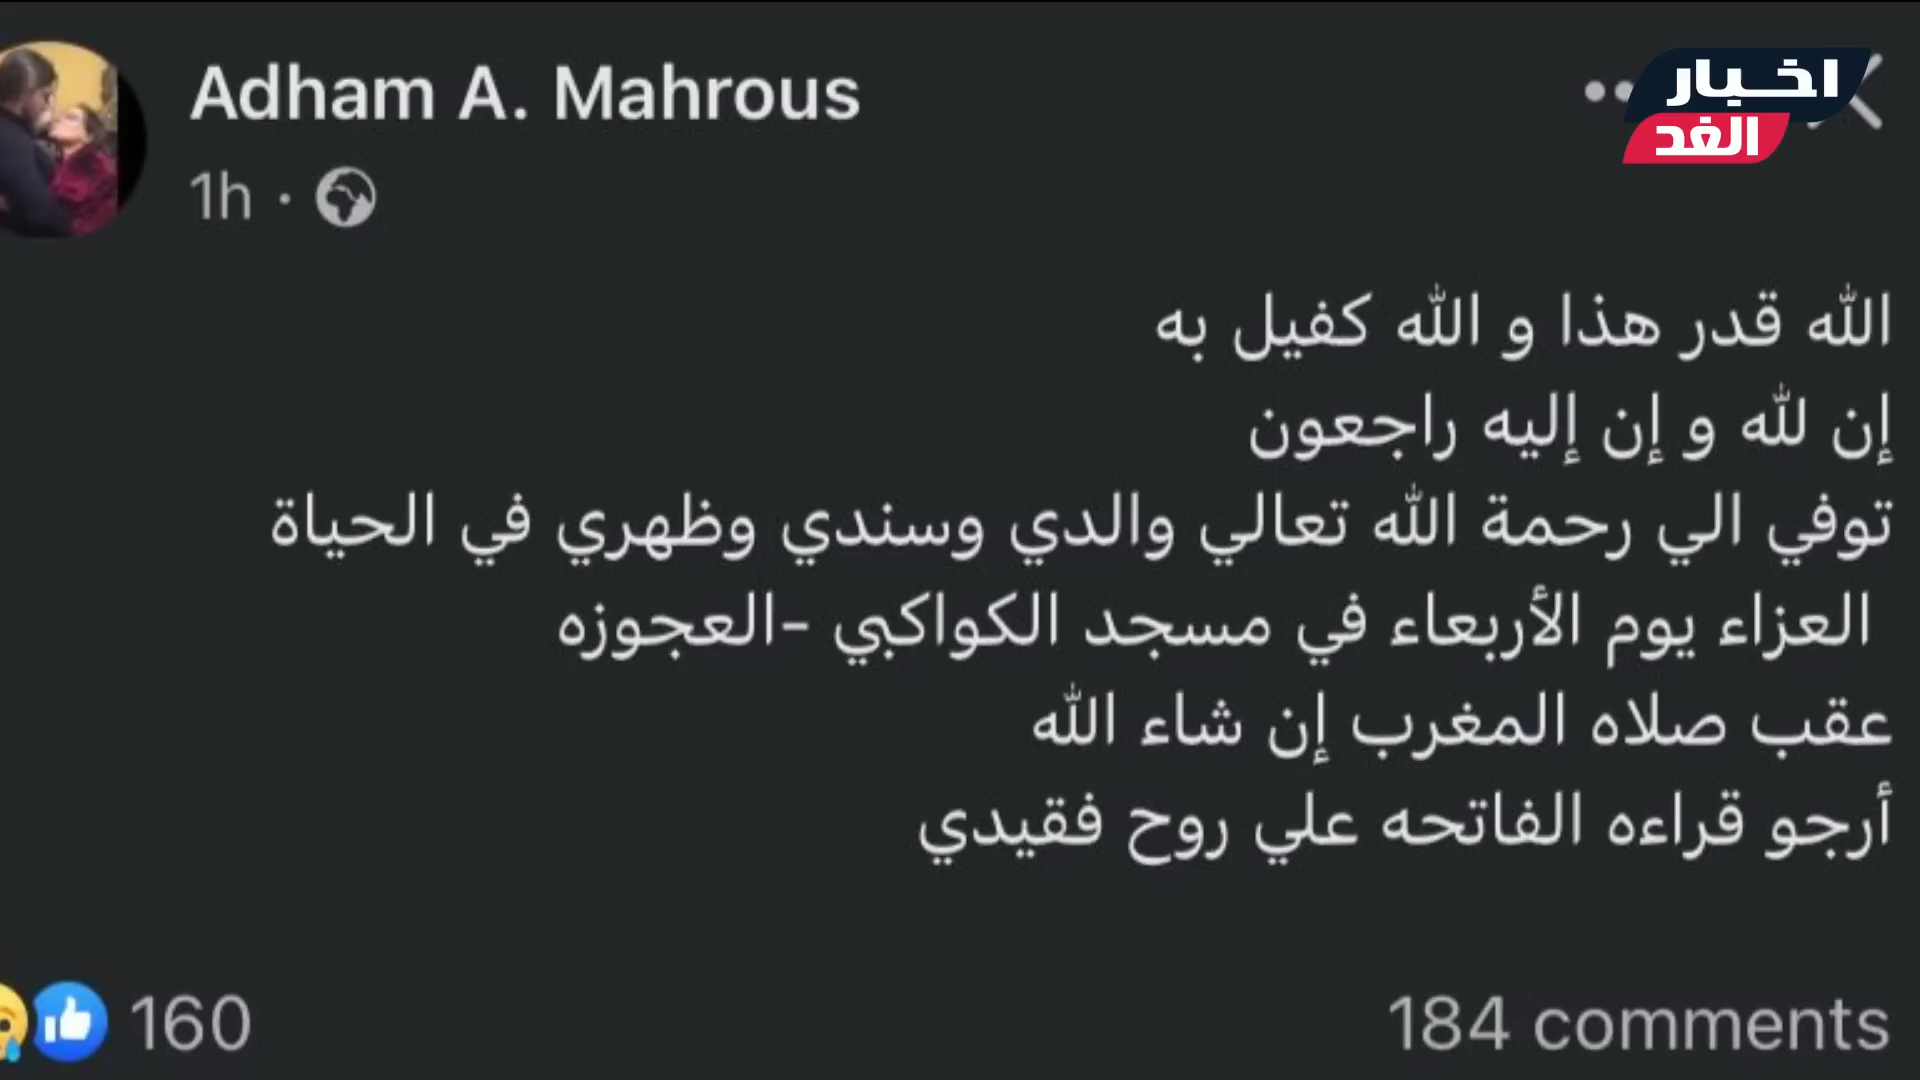 Adham A. Mahrous
اخبار
الغد
1h ·
الله قدر هذا و الله كفيل به
إن لله و إن إليه راجعون
توفي الي رحمة الله تعالي والدي وسندي وظهري في الحياة
العزاء يوم الأربعاء في مسجد الكواكبي -العجوزه
عقب صلاه المغرب إن شاء الله
أرجو قراءه الفاتحه علي روح فقيدي
160
184 comments